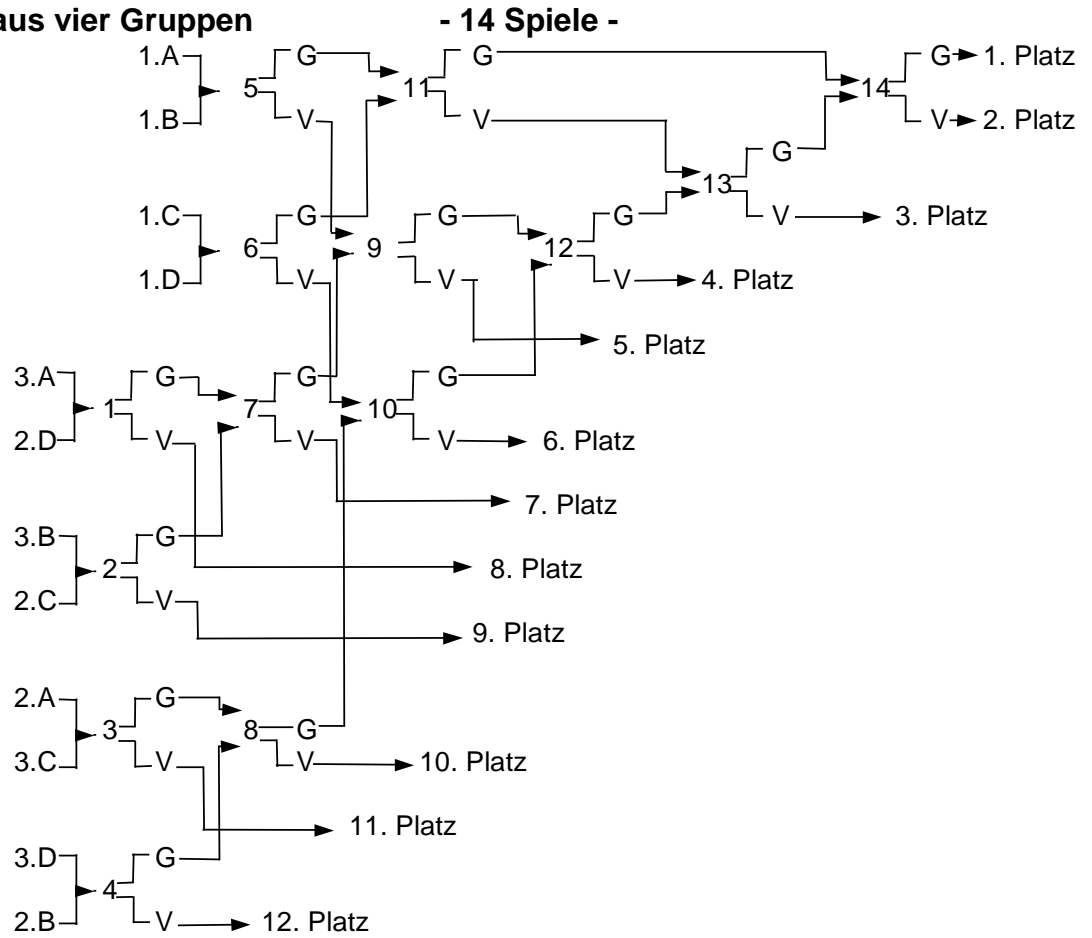 aus vier Gruppen - 14 Spiele -
1.A G G G 1. Platz
5 11 14
1.B V V V 2. Platz
G
13
1.C G G G V 3. Platz
6 9 12
1.D V V V 4. Platz
5. Platz
3.A G G G
1 7 10
2.D V V V 6. Platz
7. Platz
3.B G
2 8. Platz
2.C V
9. Platz
2.A G
3 8 G
3.C V V 10. Platz
11. Platz
3.D G
4
2.B V 12. Platz